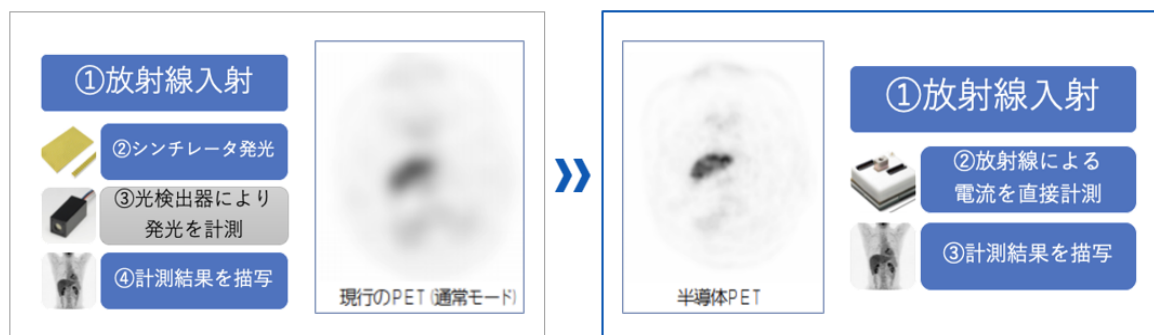 ①放射線入射
②シンチレータ発光
③光検出器により
発光を計測
④計測結果を描写
現行のPET(通常モード)
半導体PET
①放射線入射
②放射線による
電流を直接計測
③計測結果を描写